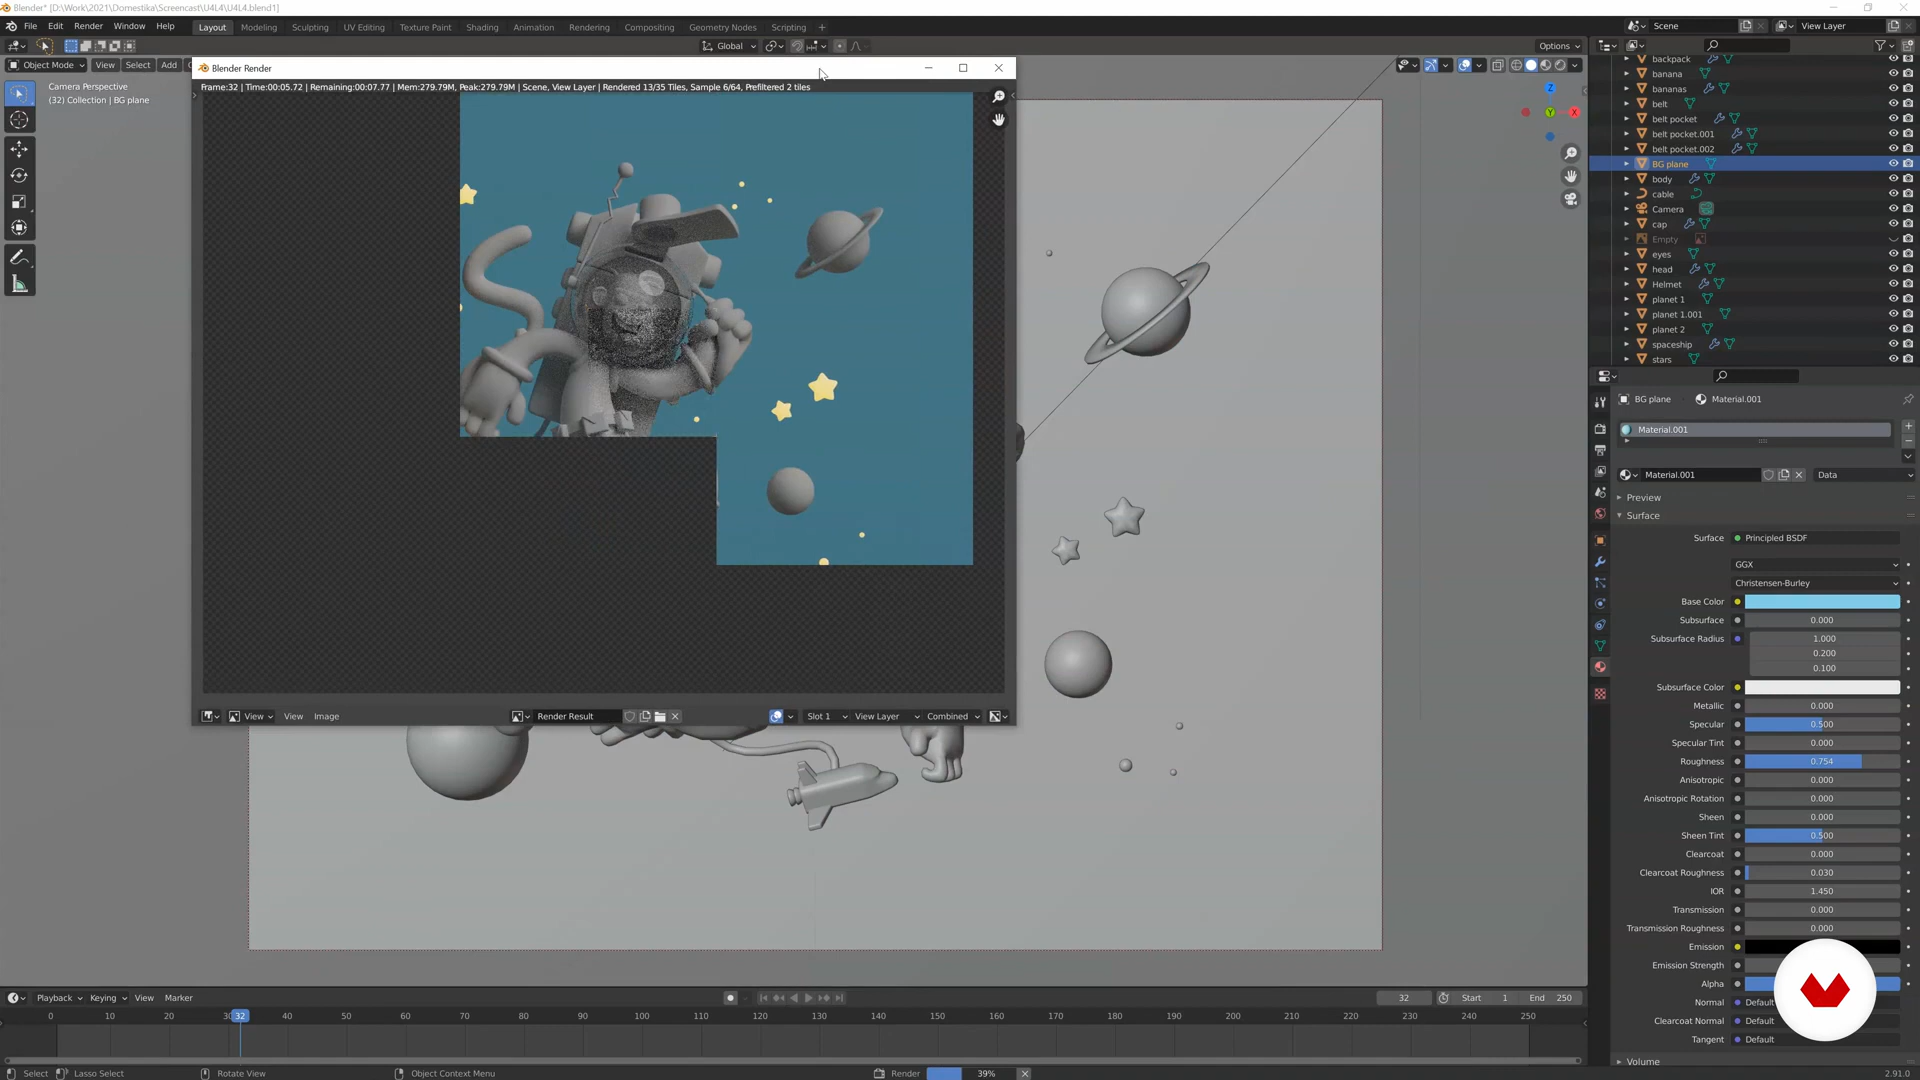 Blender* [D:\Work\2021\Domestika\Screencast\U4L4\U4L4.blend1]
File Edit Render Window Help Layout Modeling Sculpting UV Editing Texture Paint Shading Animation Rendering Compositing Geometry Nodes Scripting + Scene View Layer
Global Options
Object Mode View Select Add
Blender Render
Frame:32 | Time:00:05.72 | Remaining:00:07.77 | Mem:279.79M, Peak:279.79M | Scene, View Layer | Rendered 13/35 Tiles, Sample 6/64, Prefiltered 2 tiles
Camera Perspective
(32) Collection | BG plane
Z
Y
X
backpack
banana
bananas
belt
belt pocket
belt pocket.001
belt pocket.002
BG plane
body
cable
Camera
cap
Empty
eyes
head
Helmet
planet 1
planet 1.001
planet 2
spaceship
stars
BG plane Material.001
Material.001
Material.001 Data
Preview
Surface
Surface Principled BSDF
GGX
Christensen-Burley
Base Color
Subsurface 0.000
Subsurface Radius 1.000
0.200
0.100
Subsurface Color
Metallic 0.000
Specular 0.500
Specular Tint 0.000
Roughness 0.754
Anisotropic 0.000
Anisotropic Rotation 0.000
Sheen 0.000
Sheen Tint 0.500
Clearcoat 0.000
Clearcoat Roughness 0.030
IOR 1.450
Transmission 0.000
Transmission Roughness 0.000
Emission
Emission Strength
Alpha
Normal Default
Clearcoat Normal Default
Tangent Default
Volume
View View Image Render Result Slot 1 View Layer Combined
Playback Keying View Marker 32 Start 1 End 250
0 10 20 30 32 40 50 60 70 80 90 100 110 120 130 140 150 160 170 180 190 200 210 220 230 240 250
Select Lasso Select Rotate View Object Context Menu Render 39% 2.91.0